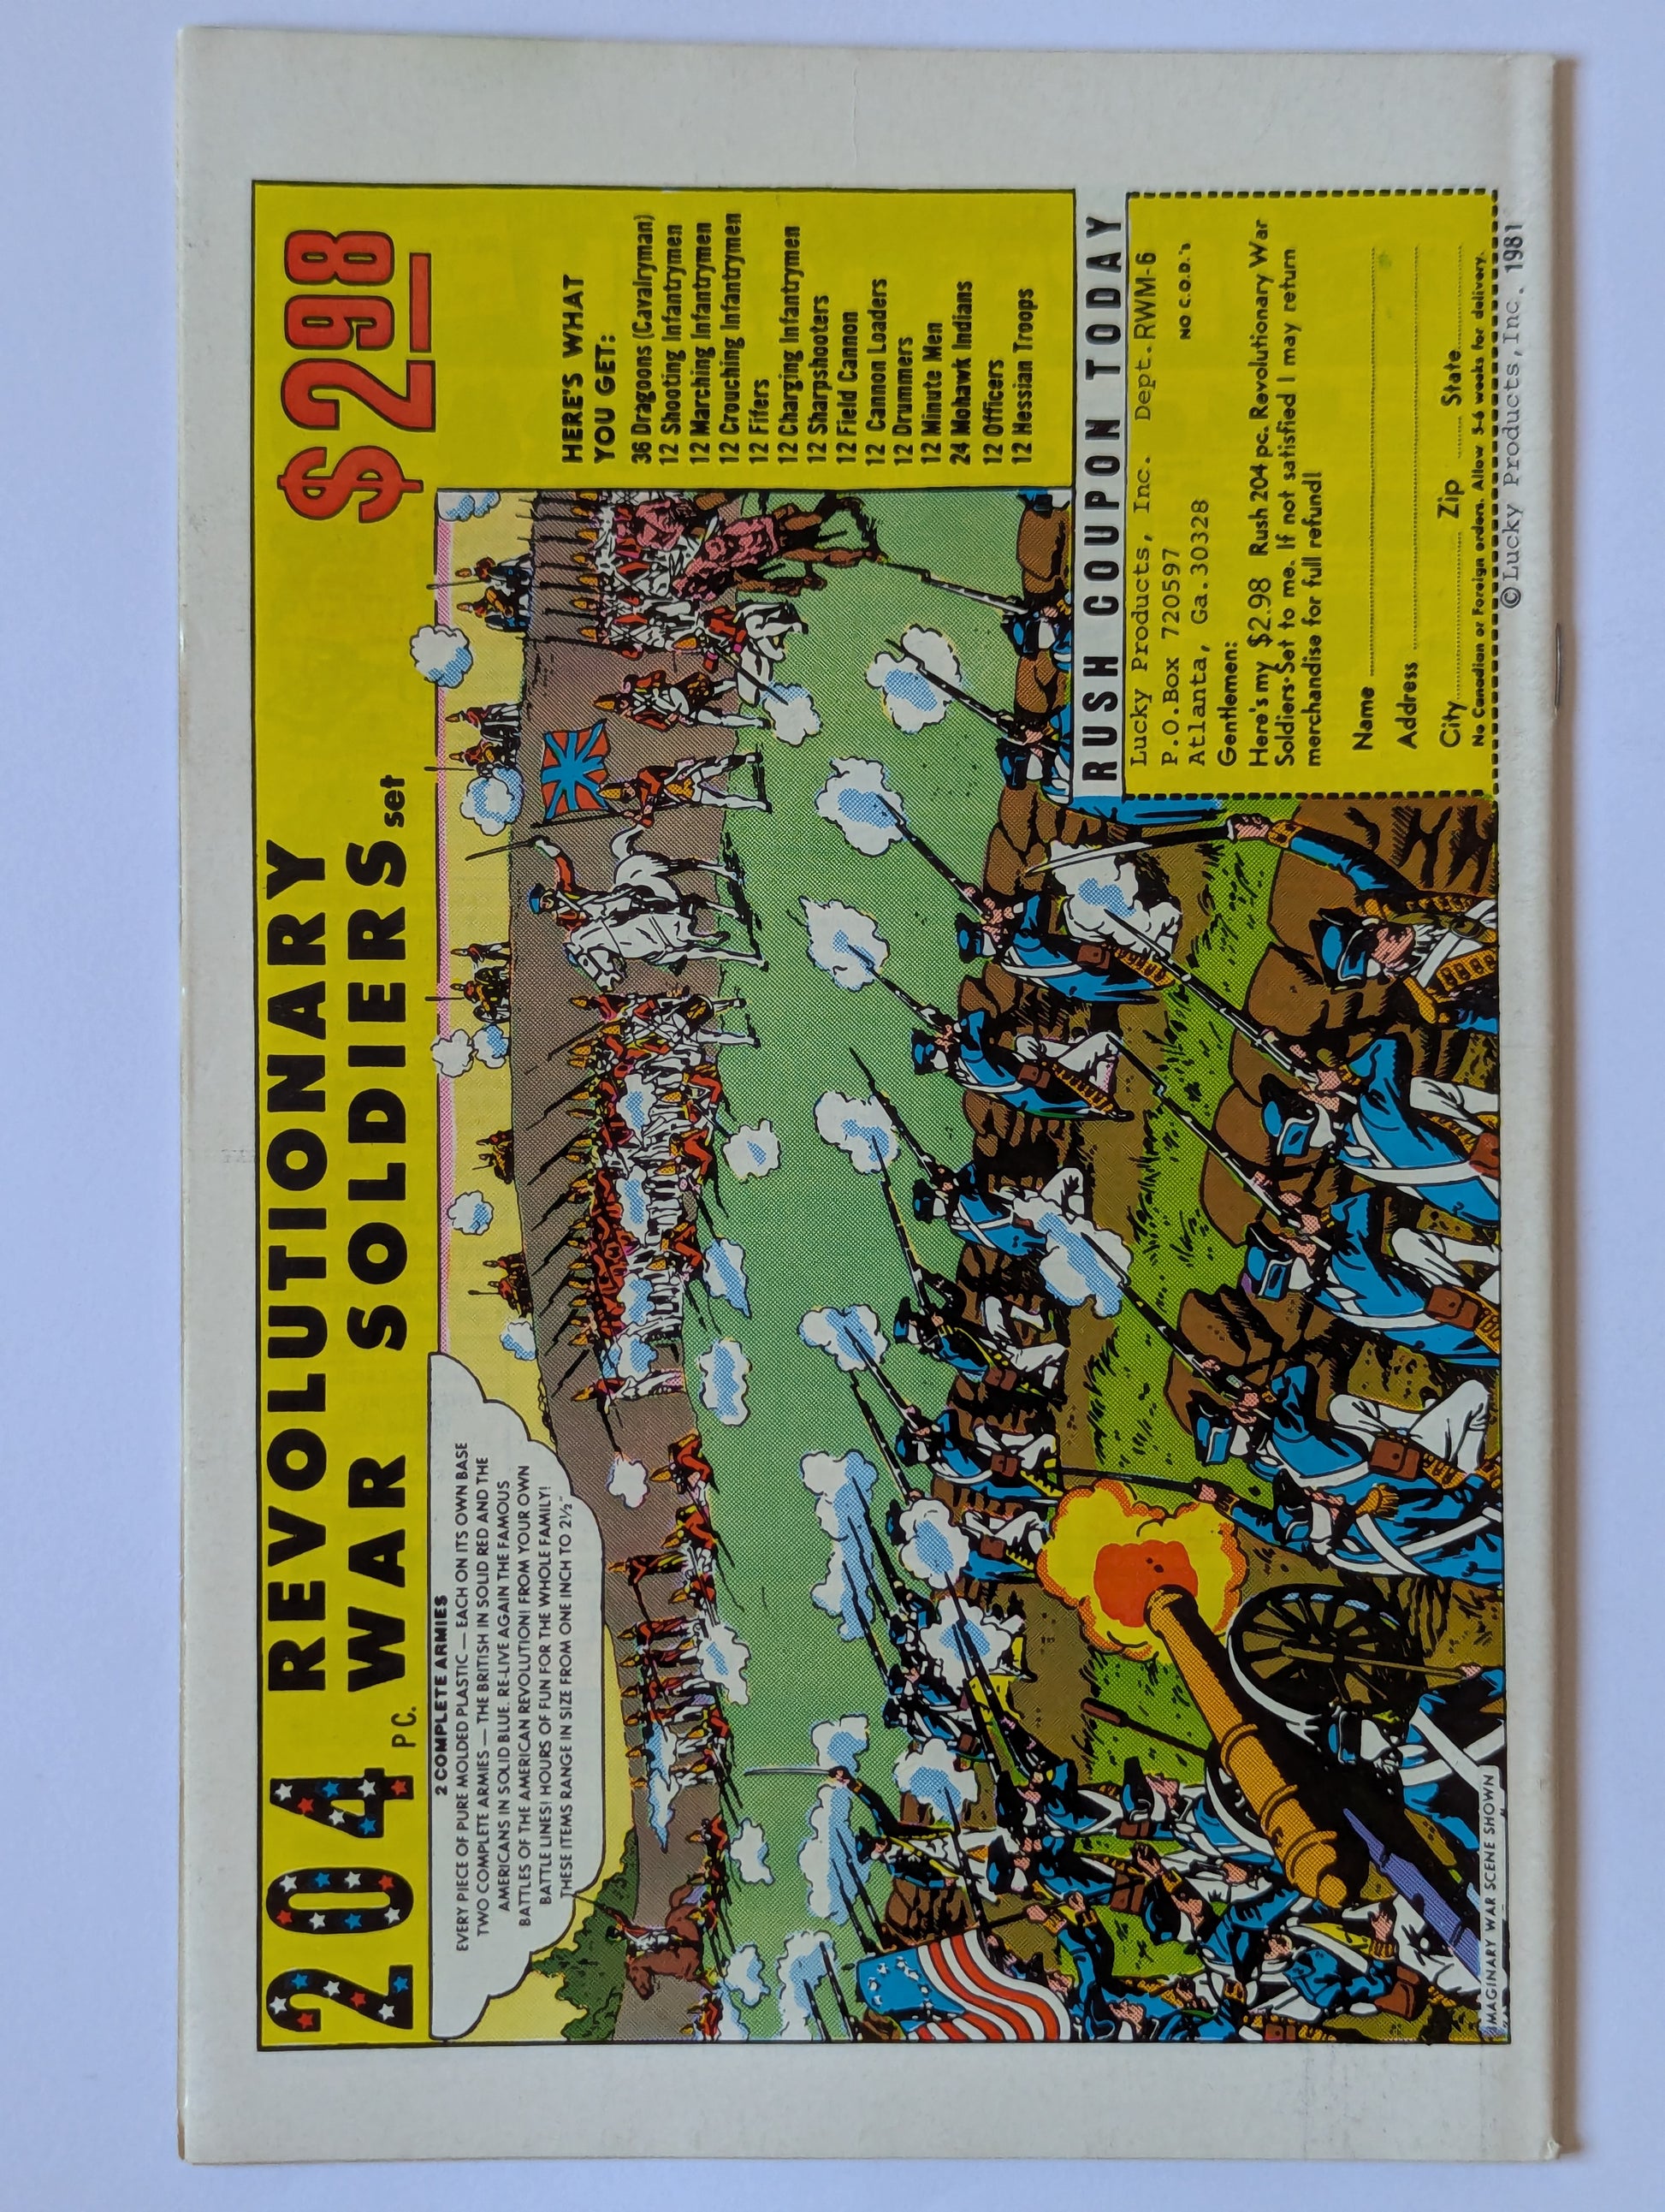 204 PC. REVOLUTIONARY
WAR SOLDIERS set
$2.98
2 COMPLETE ARMIES
EVERY PIECE OF PURE MOLDED PLASTIC — EACH ON ITS OWN BASE
TWO COMPLETE ARMIES — THE BRITISH IN SOLID RED AND THE
AMERICANS IN SOLID BLUE. RE-LIVE AGAIN THE FAMOUS
BATTLES OF THE AMERICAN REVOLUTION! FROM YOUR OWN
BATTLE LINES! HOURS OF FUN FOR THE WHOLE FAMILY!
THESE ITEMS RANGE IN SIZE FROM ONE INCH TO 2½"
HERE'S WHAT
YOU GET:
36 Dragoons (Cavalryman)
12 Shooting Infantrymen
12 Marching Infantrymen
12 Crouching Infantrymen
12 Fifers
12 Charging Infantrymen
12 Sharpshooters
12 Field Cannon
12 Cannon Loaders
12 Drummers
12 Minute Men
24 Mohawk Indians
12 Officers
12 Hessian Troops
RUSH COUPON TODAY
Lucky Products, Inc. Dept. RWM-6
P.O.Box 720597 NO C.O.D.'s
Atlanta, Ga.30328
Gentlemen:
Here's my $2.98 Rush 204 pc. Revolutionary War
Soldiers Set to me. If not satisfied I may return
merchandise for full refund!
Name
Address
City Zip State
No Canadian or Foreign orders. Allow 5-6 weeks for delivery.
IMAGINARY WAR SCENE SHOWN
©Lucky Products,Inc. 1981